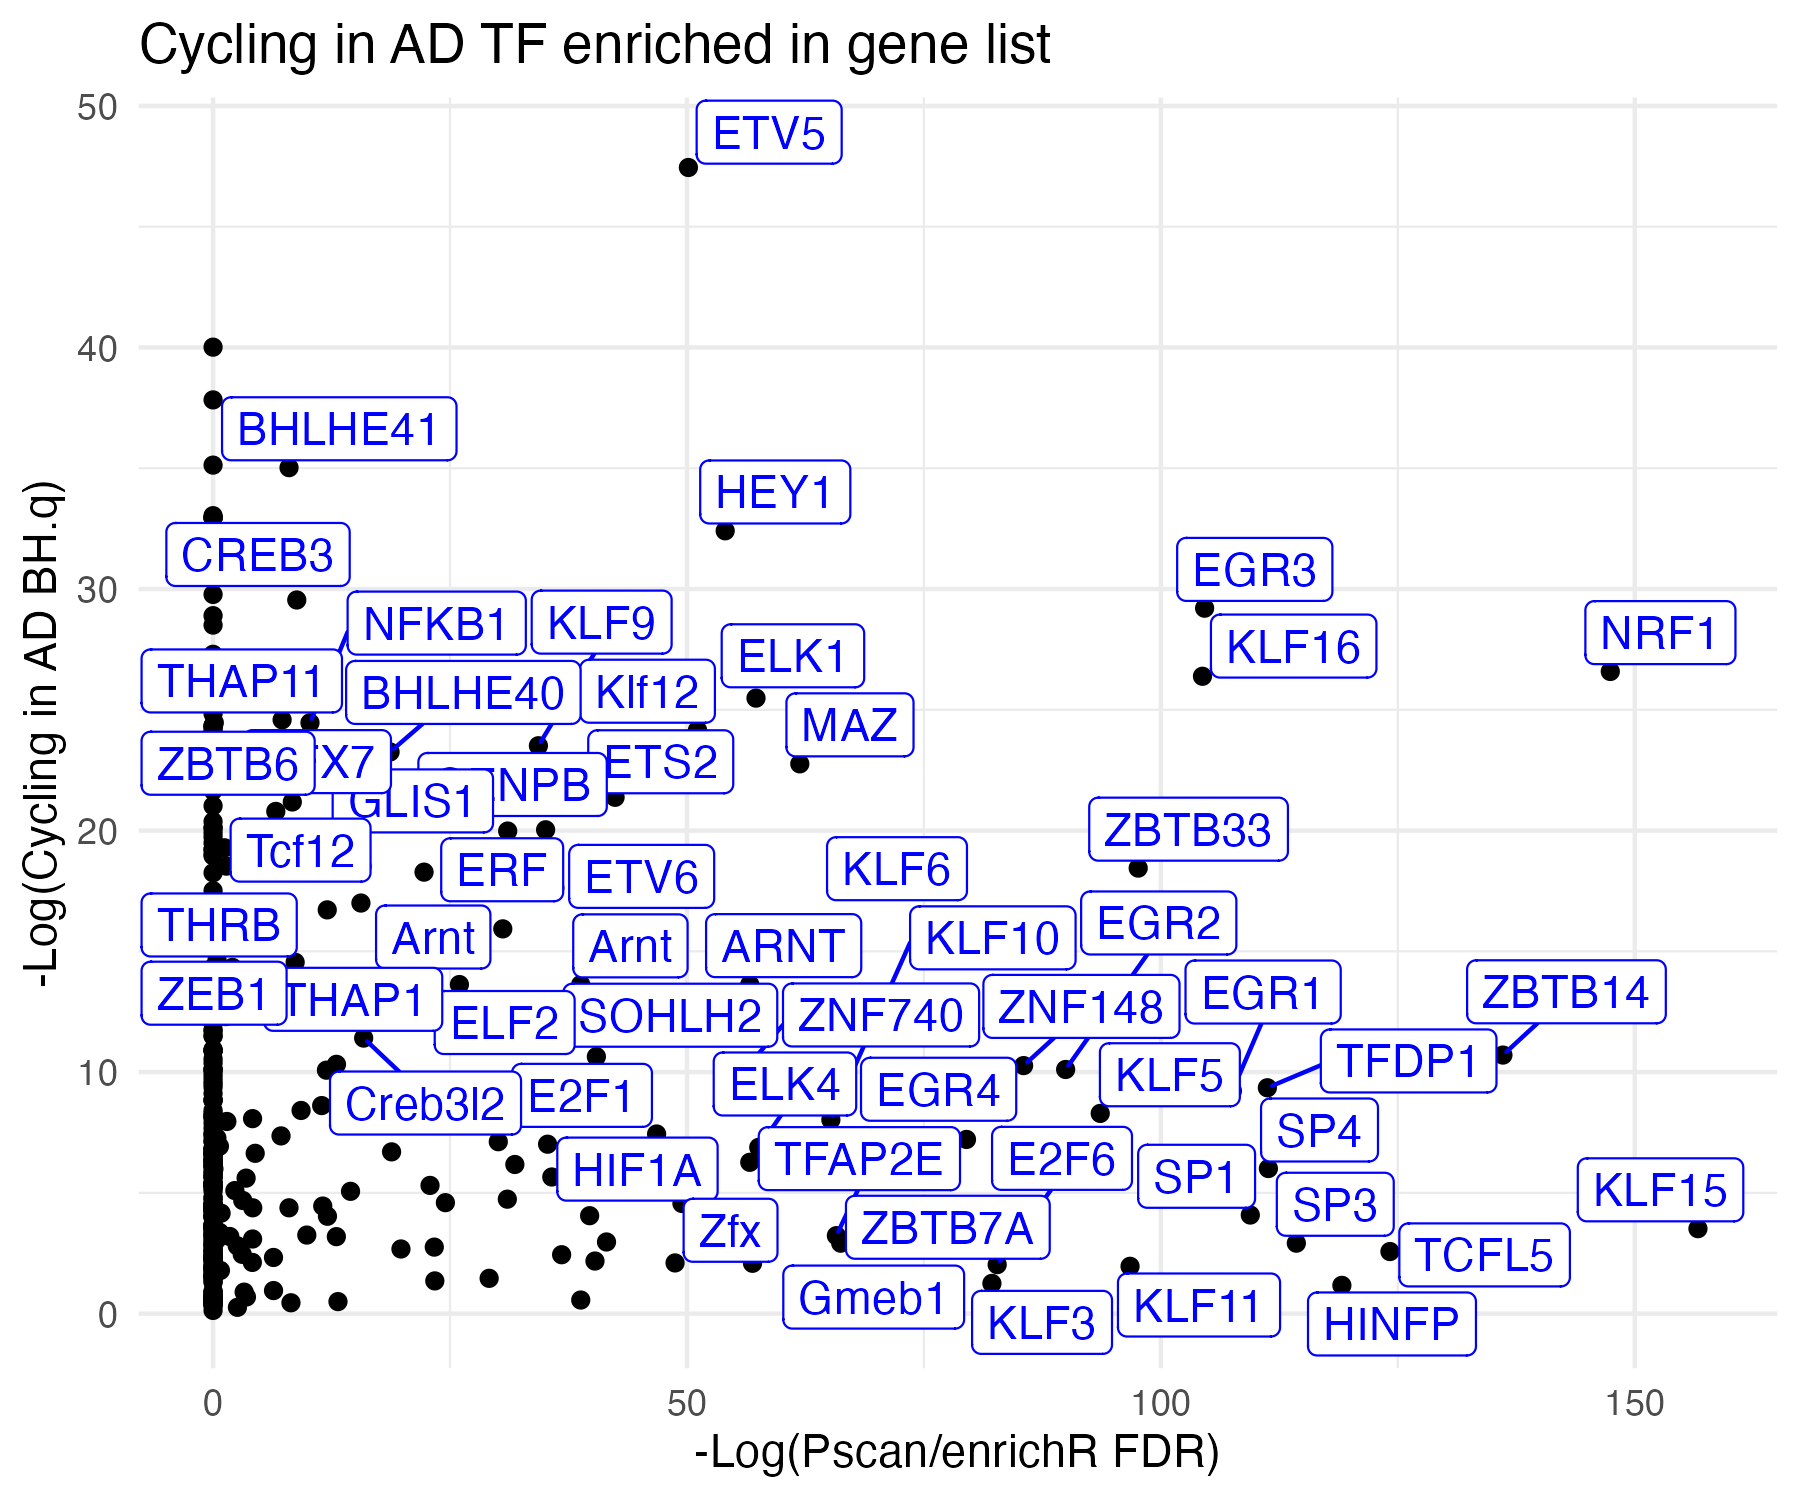 Cycling in AD TF enriched in gene list
50
ETV5
40
BHLHE41
HEY1
CREB3
EGR3
30
NFKB1
KLF9
NRF1
KLF16
ELK1
THAP11
BHLHE40
Klf12
MAZ
ZBTB6
X7
ETS2
NPB
GLIS1
20
ZBTB33
Tcf12
ERF
ETV6
KLF6
THRB
Arnt
Arnt
ARNT
KLF10
EGR2
ZEB1
THAP1
ELF2
SOHLH2
ZNF740
ZNF148
EGR1
ZBTB14
10
Creb3l2
E2F1
ELK4
EGR4
KLF5
TFDP1
SP4
HIF1A
TFAP2E
E2F6
SP1
SP3
KLF15
Zfx
ZBTB7A
TCFL5
Gmeb1
KLF3
KLF11
HINFP
0
0
50
100
150
-Log(Pscan/enrichR FDR)
-Log(Cycling in AD BH.q)